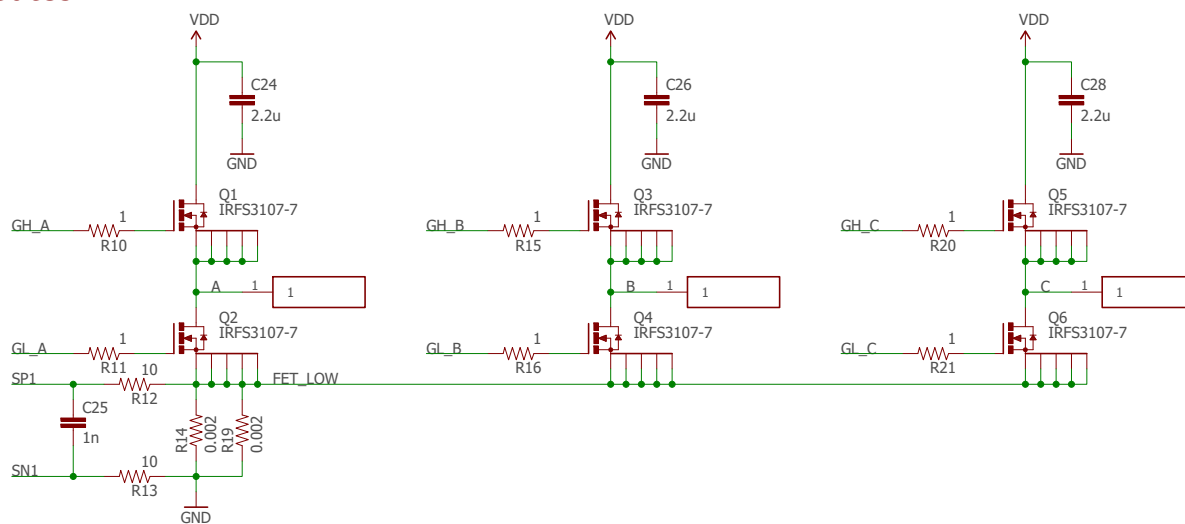 VDD
VDD
VDD
C24
C26
C28
2.2u
2.2u
2.2u
GND
GND
GND
Q1
Q3
Q5
IRFS3107-7
IRFS3107-7
IRFS3107-7
GH_A
1
R10
GH_B
1
R15
GH_C
1
R20
A
1
1
B
1
1
C
1
1
Q2
Q4
Q6
IRFS3107-7
IRFS3107-7
IRFS3107-7
GL_A
1
R11
GL_B
1
R16
GL_C
1
R21
SP1
10
R12
FET_LOW
C25
1n
R14
0.002
R19
0.002
SN1
10
R13
GND